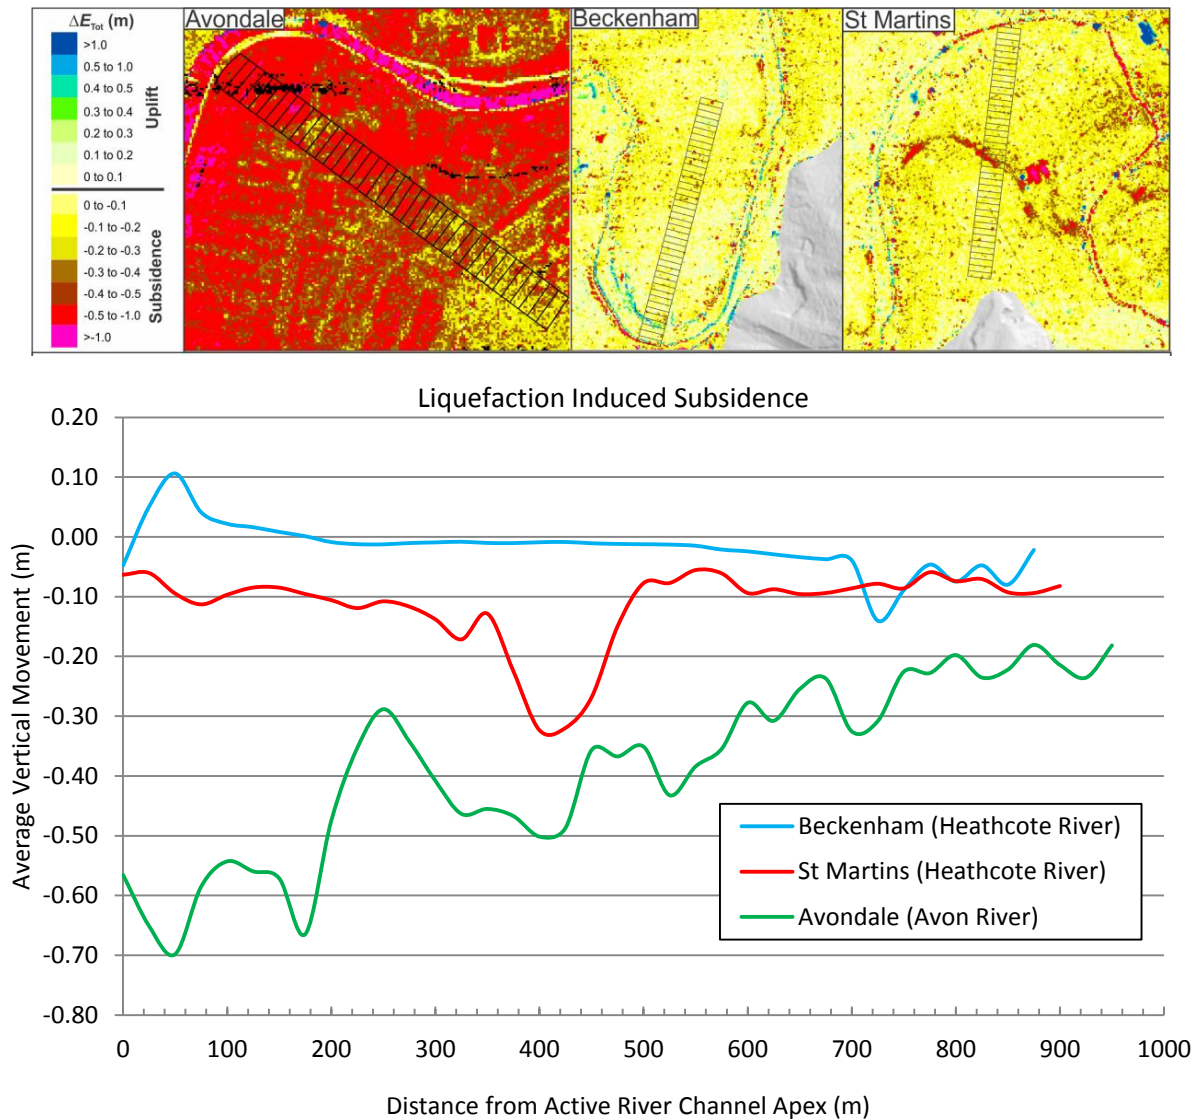 ΔE_Tot (m)
>1.0
0.5 to 1.0
0.4 to 0.5
0.3 to 0.4
0.2 to 0.3
0.1 to 0.2
0 to 0.1
Uplift
0 to -0.1
-0.1 to -0.2
-0.2 to -0.3
-0.3 to -0.4
-0.4 to -0.5
-0.5 to -1.0
>-1.0
Subsidence
Avondale
Beckenham
St Martins
Liquefaction Induced Subsidence
Average Vertical Movement (m)
0.20
0.10
0.00
-0.10
-0.20
-0.30
-0.40
-0.50
-0.60
-0.70
-0.80
Beckenham (Heathcote River)
St Martins (Heathcote River)
Avondale (Avon River)
0 100 200 300 400 500 600 700 800 900 1000
Distance from Active River Channel Apex (m)